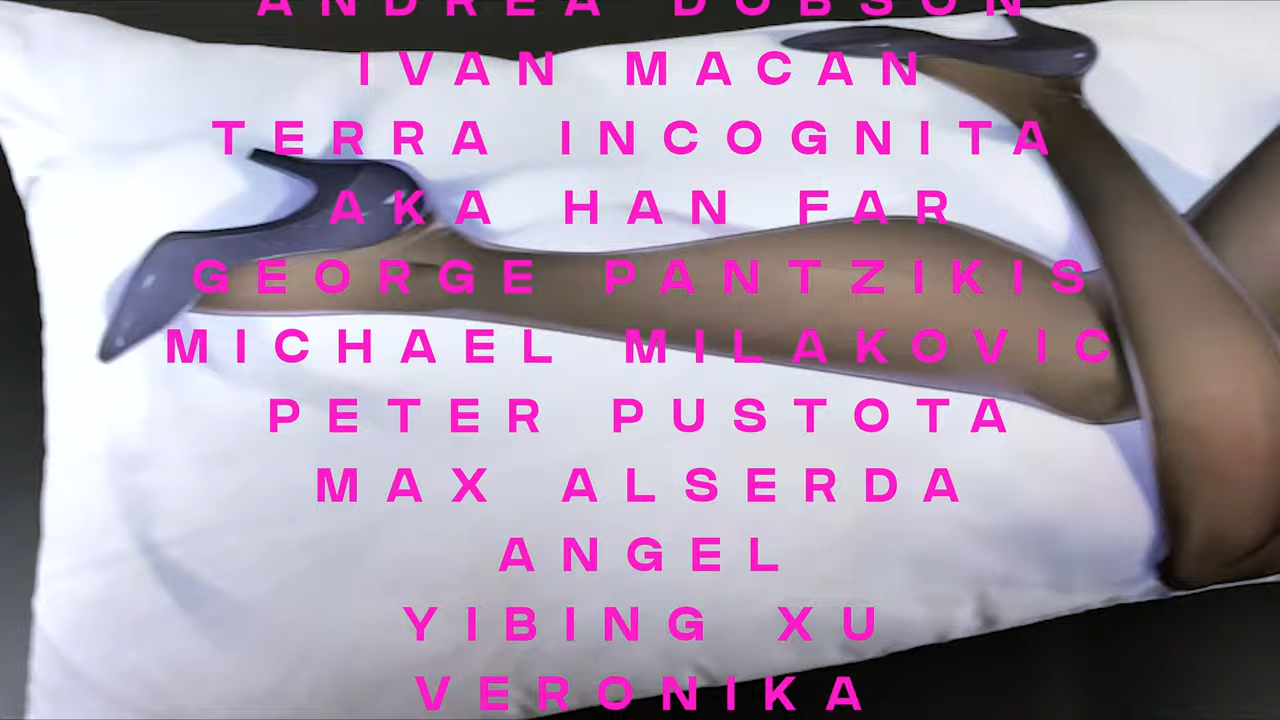 ANDREA DOBSON
IVAN MACAN
TERRA INCOGNITA
AKA HAN FAR
GEORGE PANTZIKIS
MICHAEL MILAKOVIC
PETER PUSTOTA
MAX ALSERDA
ANGEL
YIBING XU
VERONIKA